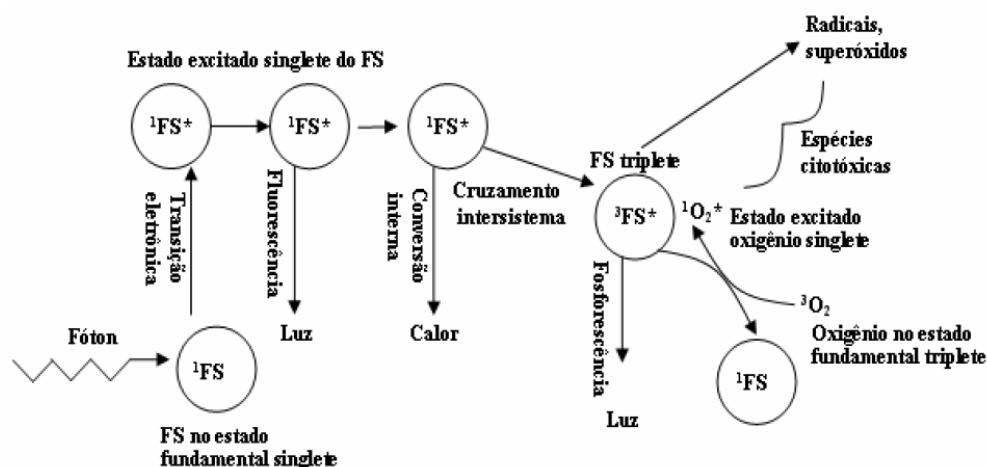 Radicais,
superóxidos
Estado excitado singlete do FS
¹FS*
¹FS*
¹FS*
Espécies
citotóxicas
FS triplete
Transição
eletrônica
Fluorescência
Conversão
interna
Cruzamento
intersistema
³FS*
¹O₂*
Estado excitado
oxigênio singlete
Fosforescência
³O₂
Luz
Calor
Fóton
¹FS
Oxigênio no estado
fundamental triplete
¹FS
Luz
FS no estado
fundamental singlete